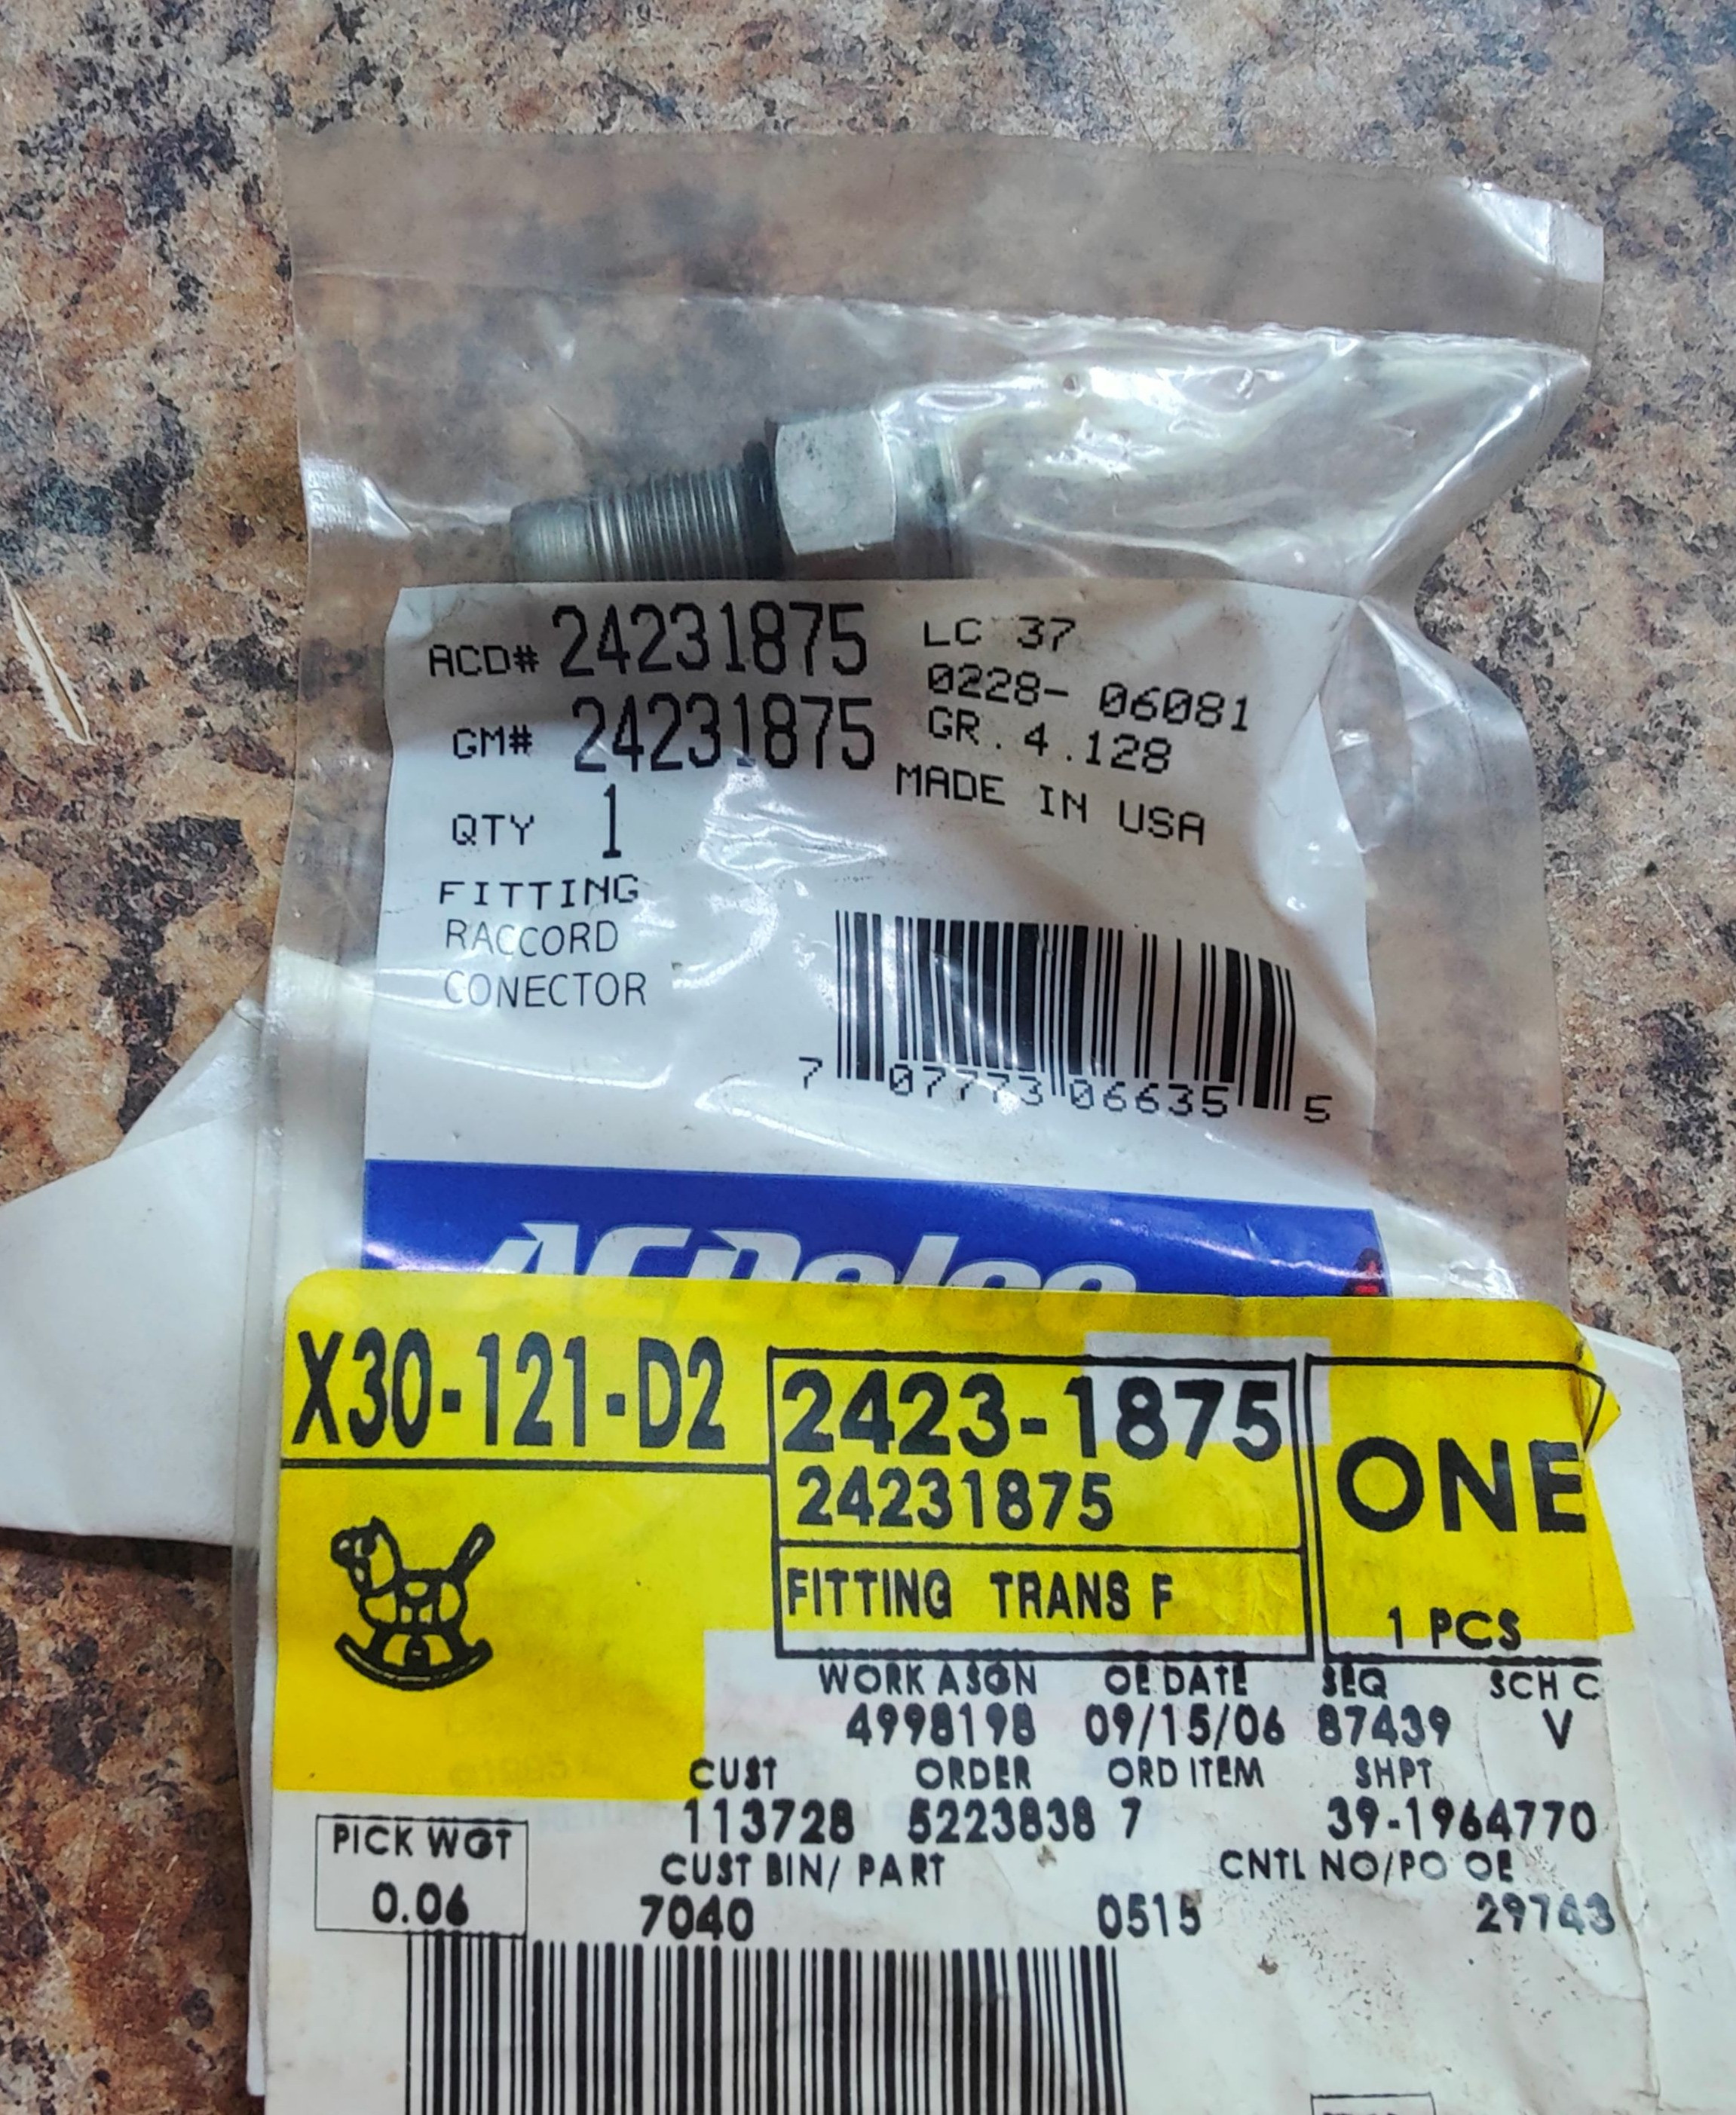 ACD# 24231875 LC 37
0228- 06081
GM# 24231875 GR. 4.128
MADE IN USA
QTY 1
FITTING
RACCORD
CONECTOR
7 07773 06635 5
ACDelco
X30-121-D2 2423-1875
24231875
ONE
FITTING TRANS F
1 PCS
WORK ASGN OE DATE SEQ SCH C
4998198 09/15/06 87439 V
CUST ORDER ORD ITEM SHPT
113728 5223838 7 39-1964770
PICK WGT CUST BIN/ PART CNTL NO/PO OE
0.06 7040 0515 29743